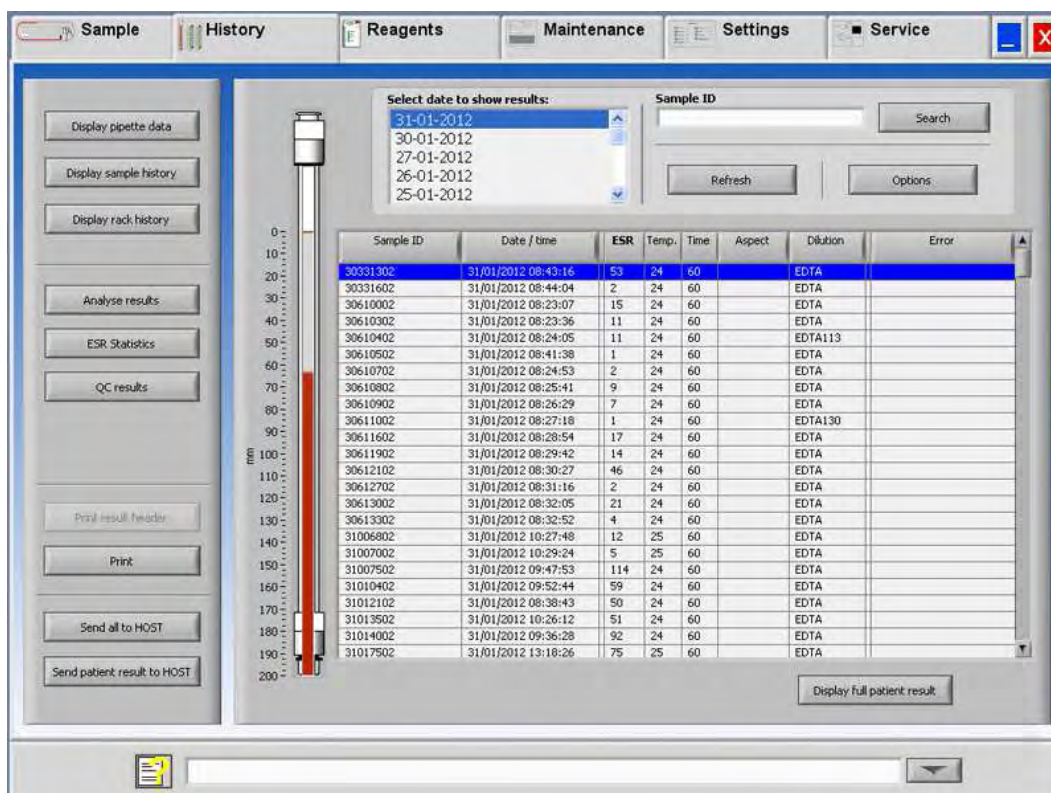 Sample History Reagents Maintenance Settings Service
Display pipette data
Display sample history
Display rack history
Analyse results
ESR Statistics
QC results
Print result header
Print
Send all to HOST
Send patient result to HOST
Select date to show results:
31-01-2012
30-01-2012
27-01-2012
26-01-2012
25-01-2012
Sample ID
Search
Refresh Options
0
10
20
30
40
50
60
70
80
90
100
110
120
130
140
150
160
170
180
190
200
mm
Sample ID Date / time ESR Temp. Time Aspect Dilution Error
30331302 31/01/2012 08:43:16 53 24 60 EDTA
30331602 31/01/2012 08:44:04 2 24 60 EDTA
30610002 31/01/2012 08:23:07 15 24 60 EDTA
30610302 31/01/2012 08:23:36 11 24 60 EDTA
30610402 31/01/2012 08:24:05 11 24 60 EDTA113
30610502 31/01/2012 08:41:38 1 24 60 EDTA
30610702 31/01/2012 08:24:53 2 24 60 EDTA
30610802 31/01/2012 08:25:41 9 24 60 EDTA
30610902 31/01/2012 08:26:29 7 24 60 EDTA
30611002 31/01/2012 08:27:18 1 24 60 EDTA130
30611602 31/01/2012 08:28:54 17 24 60 EDTA
30611902 31/01/2012 08:29:42 14 24 60 EDTA
30612102 31/01/2012 08:30:27 46 24 60 EDTA
30612702 31/01/2012 08:31:16 2 24 60 EDTA
30613002 31/01/2012 08:32:05 21 24 60 EDTA
30613302 31/01/2012 08:32:52 4 24 60 EDTA
31006802 31/01/2012 10:27:48 12 25 60 EDTA
31007002 31/01/2012 10:29:24 5 25 60 EDTA
31007502 31/01/2012 09:47:53 114 24 60 EDTA
31010402 31/01/2012 09:52:44 59 24 60 EDTA
31012102 31/01/2012 08:38:43 50 24 60 EDTA
31013502 31/01/2012 10:26:12 51 24 60 EDTA
31014002 31/01/2012 09:36:28 92 24 60 EDTA
31017502 31/01/2012 13:18:26 75 25 60 EDTA
Display full patient result